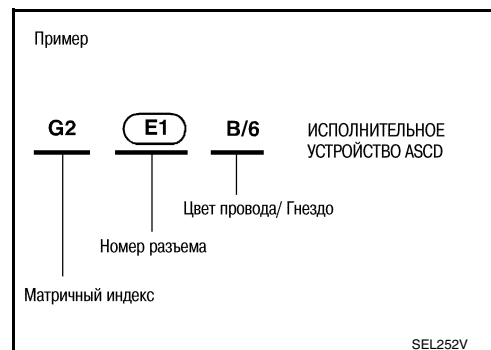 Пример
G2 E1 B/6 ИСПОЛНИТЕЛЬНОЕ
УСТРОЙСТВО ASCD
Цвет провода/ Гнездо
Номер разъема
Матричный индекс
SEL252V